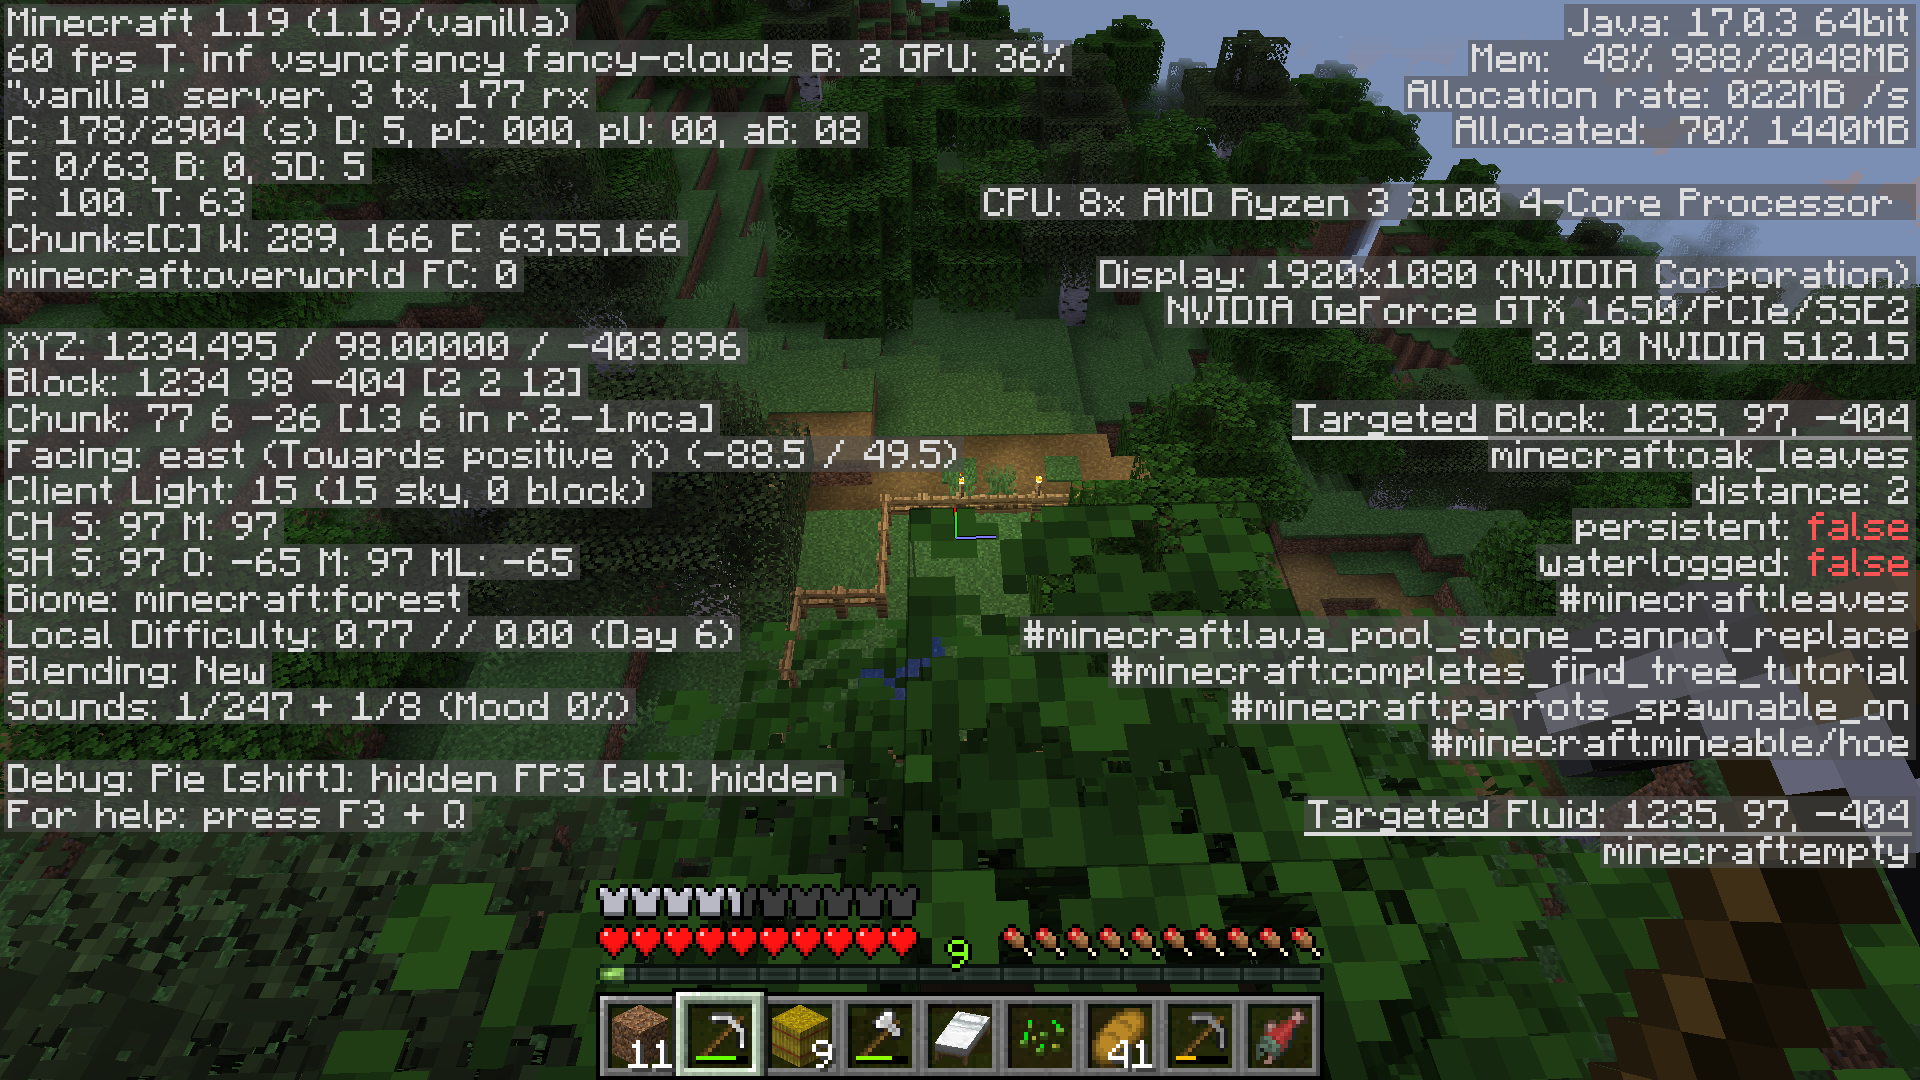 Minecraft 1.19 (1.19/vanilla)
60 fps T: inf vsyncfancy fancy-clouds B: 2 GPU: 36%
"vanilla" server, 3 tx, 177 rx
C: 178/2904 (s) D: 5, pC: 000, pU: 00, aB: 08
E: 0/63, B: 0, SD: 5
P: 100. T: 63
Chunks[C] W: 289, 166 E: 63,55,166
minecraft:overworld FC: 0
XYZ: 1234.495 / 98.00000 / -403.896
Block: 1234 98 -404 [2 2 12]
Chunk: 77 6 -26 [13 6 in r.2.-1.mca]
Facing: east (Towards positive X) (-88.5 / 49.5)
Client Light: 15 (15 sky, 0 block)
CH S: 97 M: 97
SH S: 97 O: -65 M: 97 ML: -65
Biome: minecraft:forest
Local Difficulty: 0.77 // 0.00 (Day 6)
Blending: New
Sounds: 1/247 + 1/8 (Mood 0%)
Debug: Pie [shift]: hidden FPS [alt]: hidden
For help: press F3 + Q
Java: 17.0.3 64bit
Mem: 48% 988/2048MB
Allocation rate: 022MB /s
Allocated: 70% 1440MB
CPU: 8x AMD Ryzen 3 3100 4-Core Processor
Display: 1920x1080 (NVIDIA Corporation)
NVIDIA GeForce GTX 1650/PCIe/SSE2
3.2.0 NVIDIA 512.15
Targeted Block: 1235, 97, -404
minecraft:oak_leaves
distance: 2
persistent: false
waterlogged: false
#minecraft:leaves
#minecraft:lava_pool_stone_cannot_replace
#minecraft:completes_find_tree_tutorial
#minecraft:parrots_spawnable_on
#minecraft:mineable/hoe
Targeted Fluid: 1235, 97, -404
minecraft:empty
9
11 9 41